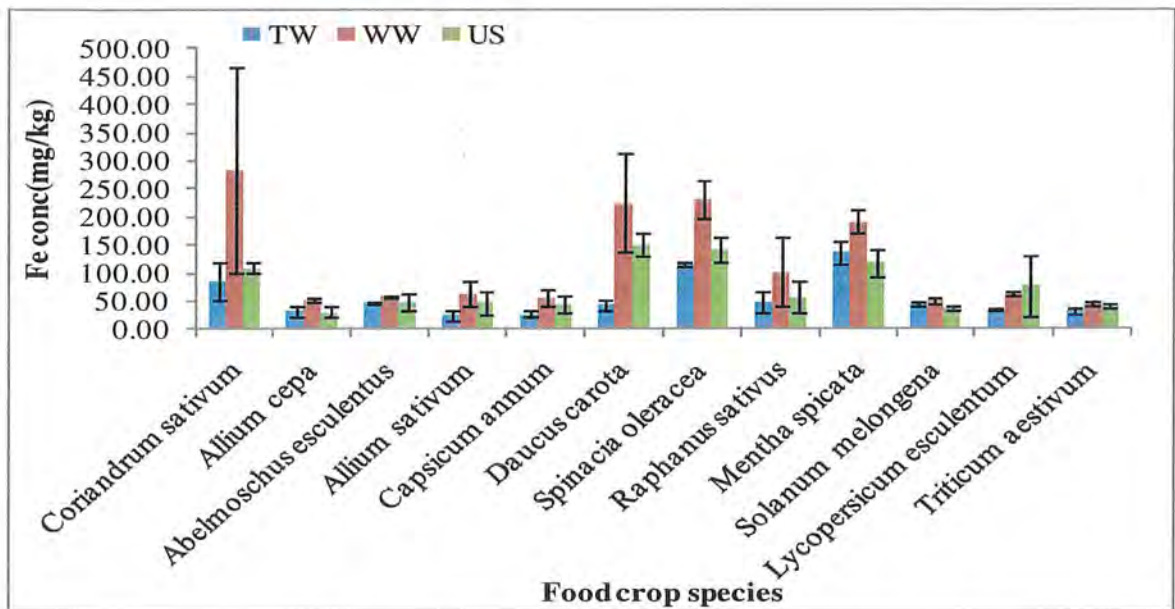 TW WW US
500.00
450.00
400.00
350.00
300.00
250.00
200.00
150.00
100.00
50.00
0.00
Fe conc(mg/kg)
Coriandrum sativum
Allium cepa
Abelmoschus esculentus
Allium sativum
Capsicum annum
Daucus carota
Spinacia oleracea
Raphanus sativus
Mentha spicata
Solanum melongena
Lycopersicum esculentum
Triticum aestivum
Food crop species